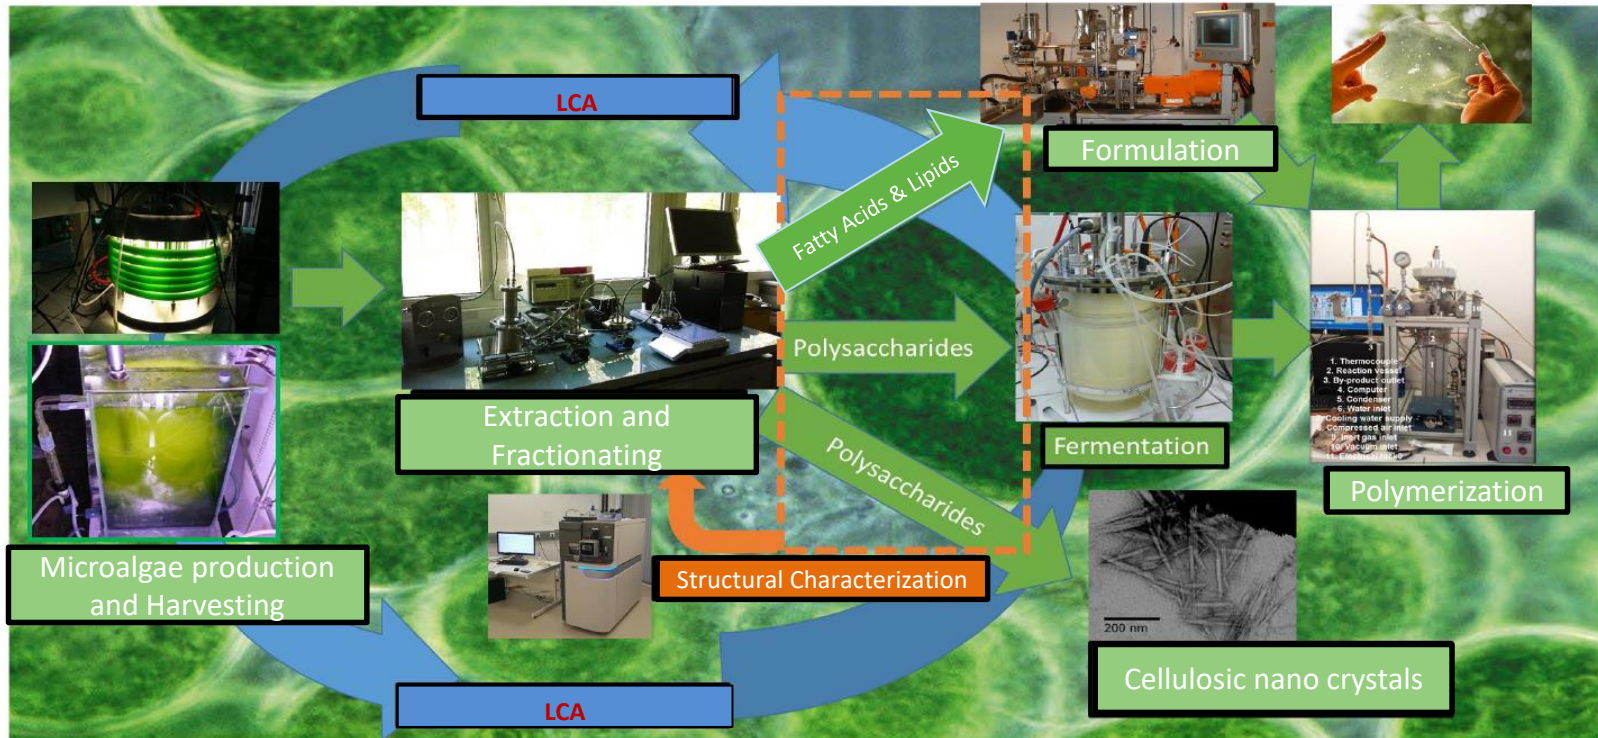 LCA
Formulation
Fatty Acids & Lipids
Polysaccharides
Extraction and
Fractionating
Fermentation
Polysaccharides
1. Thermocouple
2. Reaction vessel
3. By-product outlet
4. Computer
5. Condenser
6. Water inlet
Cooling water supply
Compressed air inlet
9. Inert gas inlet
10. Vacuum inlet
11.
Polymerization
Microalgae production
and Harvesting
Structural Characterization
200 nm
Cellulosic nano crystals
LCA